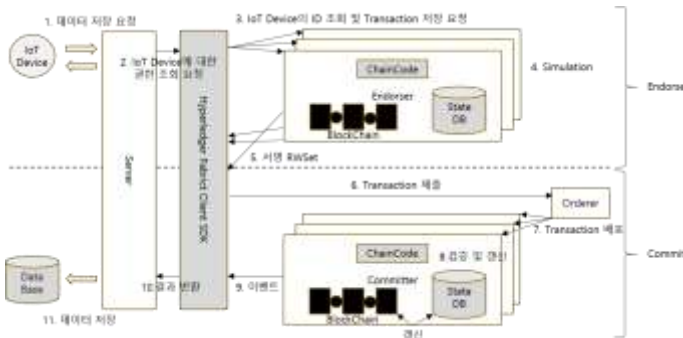 1. 데이터 저장 요청
3. IoT Device의 ID 조회 및 Transaction 저장 요청
IoT
Device
2. IoT Device에 대한
권한 조회 요청
ChainCode
4. Simulation
Endorser
State
DB
BlockChain
Endorse
5. 서명 RWSet
Server
Hyperledger Fabric Client SDK
6. Transaction 제출
Orderer
7. Transaction 배포
ChainCode
8.검증 및 갱신
Committer
State
DB
BlockChain
갱신
Commit
Data
Base
10.결과 반환
9. 이벤트
11. 데이터 저장